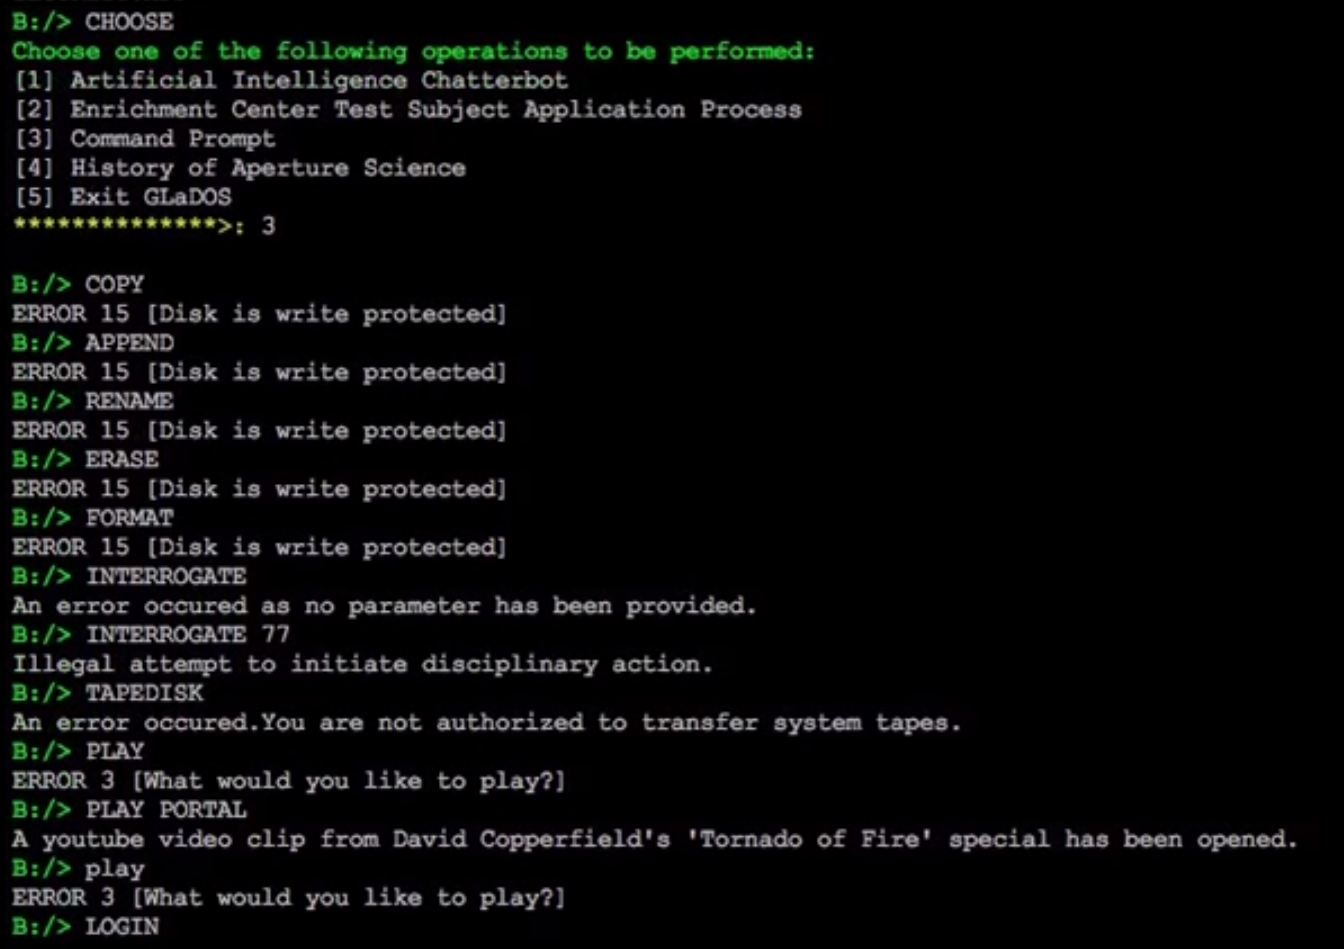 B:/> CHOOSE
Choose one of the following operations to be performed:
[1] Artificial Intelligence Chatterbot
[2] Enrichment Center Test Subject Application Process
[3] Command Prompt
[4] History of Aperture Science
[5] Exit GLaDOS
**************>: 3
B:/> COPY
ERROR 15 [Disk is write protected]
B:/> APPEND
ERROR 15 [Disk is write protected]
B:/> RENAME
ERROR 15 [Disk is write protected]
B:/> ERASE
ERROR 15 [Disk is write protected]
B:/> FORMAT
ERROR 15 [Disk is write protected]
B:/> INTERROGATE
An error occured as no parameter has been provided.
B:/> INTERROGATE 77
Illegal attempt to initiate disciplinary action.
B:/> TAPEDISK
An error occured.You are not authorized to transfer system tapes.
B:/> PLAY
ERROR 3 [What would you like to play?]
B:/> PLAY PORTAL
A youtube video clip from David Copperfield's 'Tornado of Fire' special has been opened.
B:/> play
ERROR 3 [What would you like to play?]
B:/> LOGIN